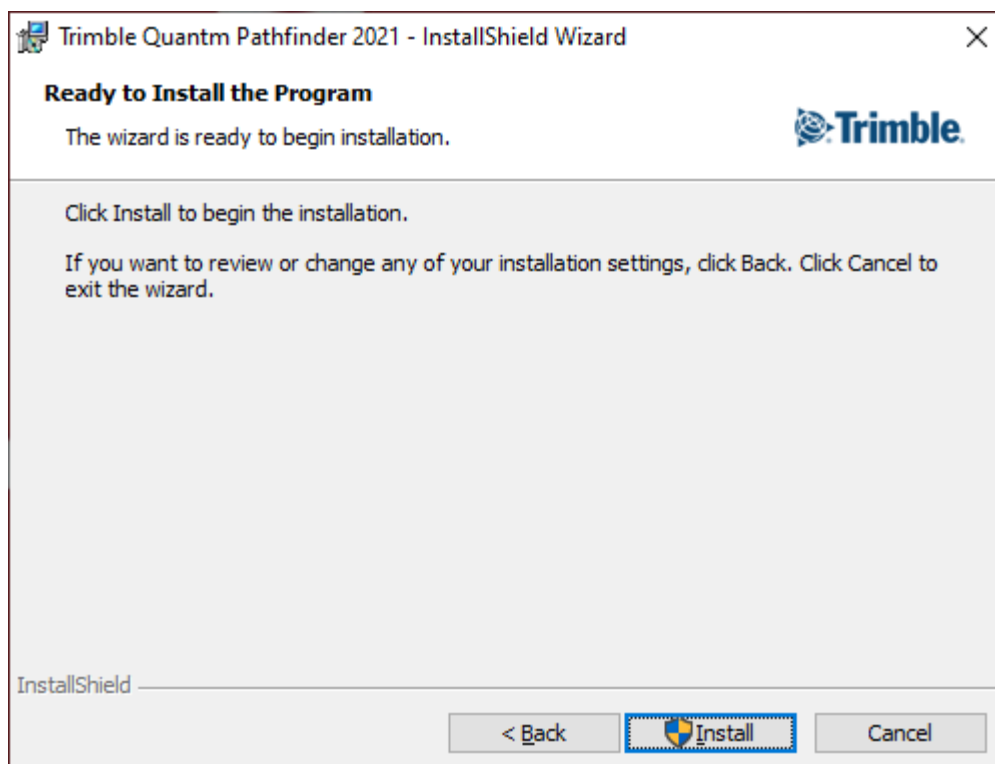 Trimble Quantm Pathfinder 2021 - InstallShield Wizard
Ready to Install the Program
The wizard is ready to begin installation.
Trimble
Click Install to begin the installation.
If you want to review or change any of your installation settings, click Back. Click Cancel to
exit the wizard.
InstallShield
< Back
Install
Cancel